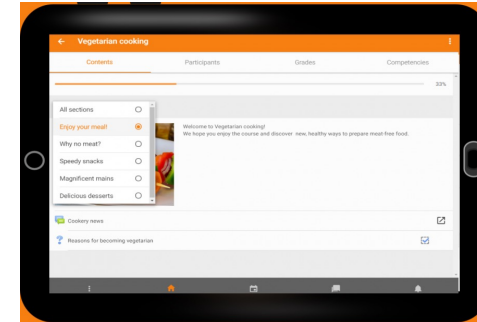 Vegetarian cooking
Contents
Participants
Grades
Competencies
33%
All sections
Enjoy your meal!
Why no meat?
Speedy snacks
Magnificent mains
Delicious desserts
Welcome to Vegetarian cooking!
We hope you enjoy the course and discover new, healthy ways to prepare meat-free food.
Cookery news
Reasons for becoming vegetarian